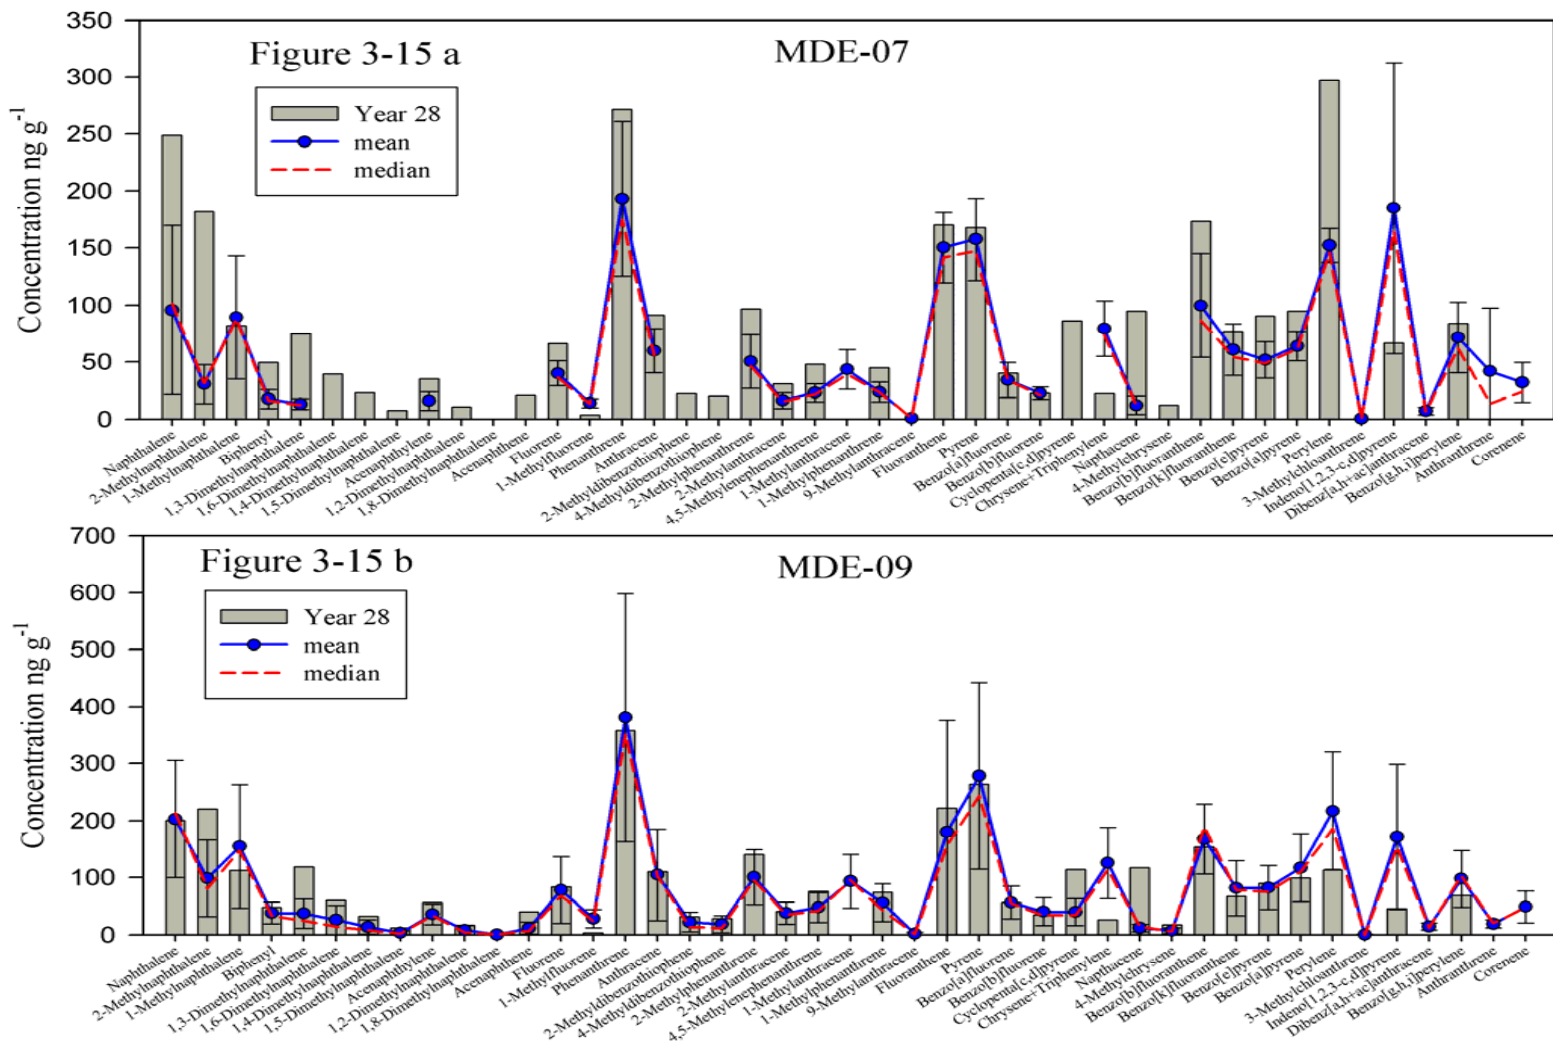 350
300
250
200
150
100
50
0
Concentration ng g-1
Figure 3-15 a
MDE-07
Year 28
mean
median
Naphthalene
2-Methylnaphthalene
1-Methylnaphthalene
Biphenyl
1,3-Dimethylnaphthalene
1,6-Dimethylnaphthalene
1,4-Dimethylnaphthalene
1,5-Dimethylnaphthalene
Acenapthylene
1,2-Dimethylnaphthalene
1,8-Dimethylnaphthalene
Acenaphthene
Fluorene
1-Methylfluorene
Phenanthrene
Anthracene
2-Methyldibenzothiophene
4-Methyldibenzothiophene
2-Methylphenanthrene
2-Methylanthracene
4,5-Methylenephenanthrene
1-Methylanthracene
1-Methylphenanthrene
9-Methylanthracene
Fluoranthene
Pyrene
Benzo[a]fluorene
Benzo[b]fluorene
Cyclopenta[c,d]pyrene
Chrysene+Triphenylene
Napthacene
4-Methylchrysene
Benzo[b]fluoranthene
Benzo[k]fluoranthene
Benzo[e]pyrene
Benzo[a]pyrene
Perylene
3-Methylchloanthrene
Indeno[1,2,3-c,d]pyrene
Dibenz[a,h+ac]anthracene
Benzo[g,h,i]perylene
Anthranthrene
Corenene
700
600
500
400
300
200
100
0
Concentration ng g-1
Figure 3-15 b
MDE-09
Year 28
mean
median
Naphthalene
2-Methylnaphthalene
1-Methylnaphthalene
Biphenyl
1,3-Dimethylnaphthalene
1,6-Dimethylnaphthalene
1,4-Dimethylnaphthalene
1,5-Dimethylnaphthalene
Acenapthylene
1,2-Dimethylnaphthalene
1,8-Dimethylnaphthalene
Acenaphthene
Fluorene
1-Methylfluorene
Phenanthrene
Anthracene
2-Methyldibenzothiophene
4-Methyldibenzothiophene
2-Methylphenanthrene
2-Methylanthracene
4,5-Methylenephenanthrene
1-Methylanthracene
1-Methylphenanthrene
9-Methylanthracene
Fluoranthene
Pyrene
Benzo[a]fluorene
Benzo[b]fluorene
Cyclopenta[c,d]pyrene
Chrysene+Triphenylene
Napthacene
4-Methylchrysene
Benzo[b]fluoranthene
Benzo[k]fluoranthene
Benzo[e]pyrene
Benzo[a]pyrene
Perylene
3-Methylchloanthrene
Indeno[1,2,3-c,d]pyrene
Dibenz[a,h+ac]anthracene
Benzo[g,h,i]perylene
Anthranthrene
Corenene